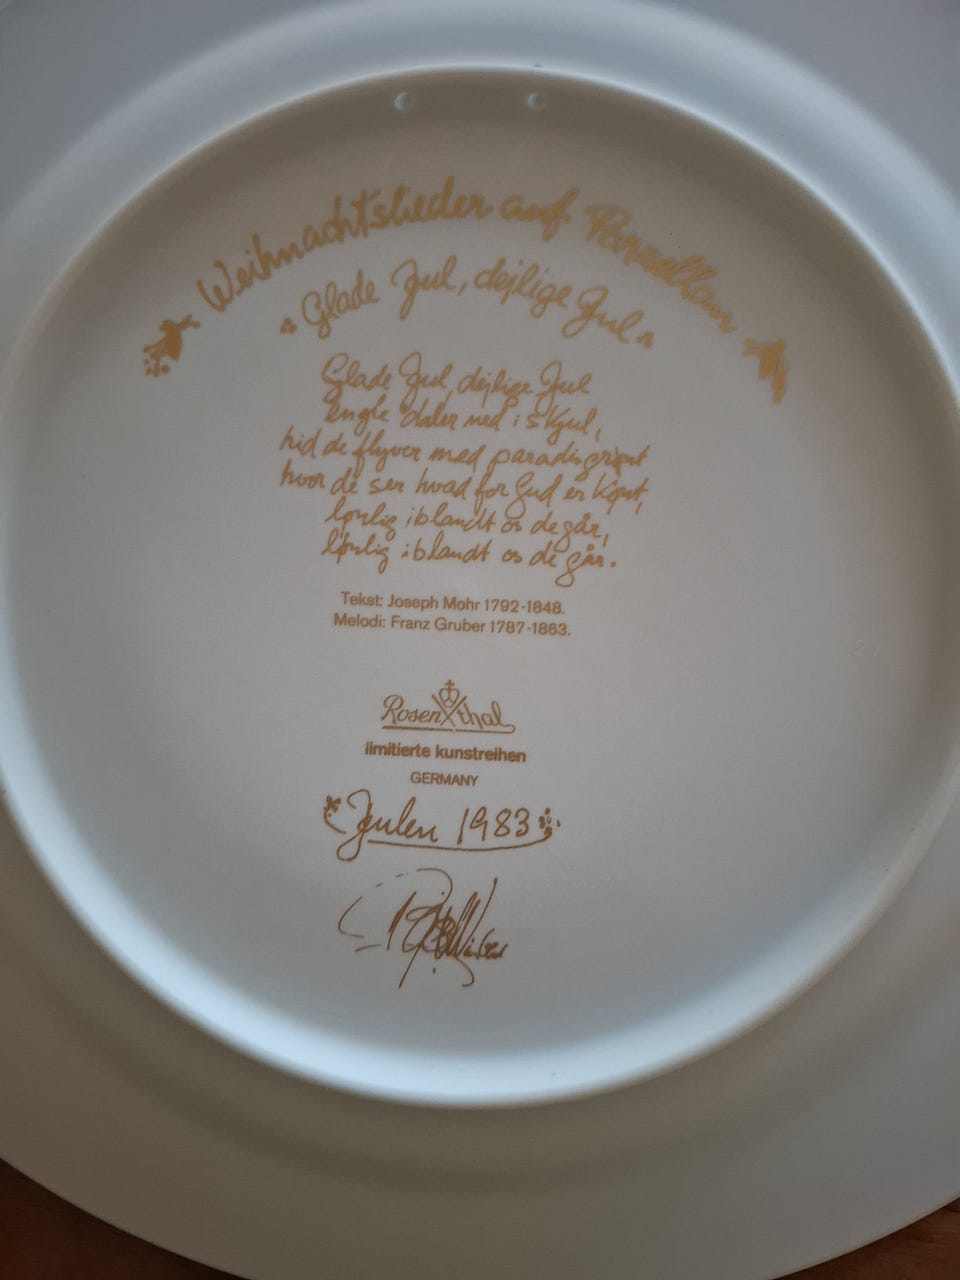 Weihnachtslieder auf Porzellan
Glade Jul, dejlige Jul
Glade Jul, dejlige Jul
engle daler ned i skjul,
hid de flyver med paradisgrønt
hvor de ser hvad for Gud er kønt,
lønlig iblandt os de går,
lønlig iblandt os de går.
Tekst: Joseph Mohr 1792-1848.
Melodi: Franz Gruber 1787-1863.
Rosenthal
limitierte kunstreihen
GERMANY
Julen 1983